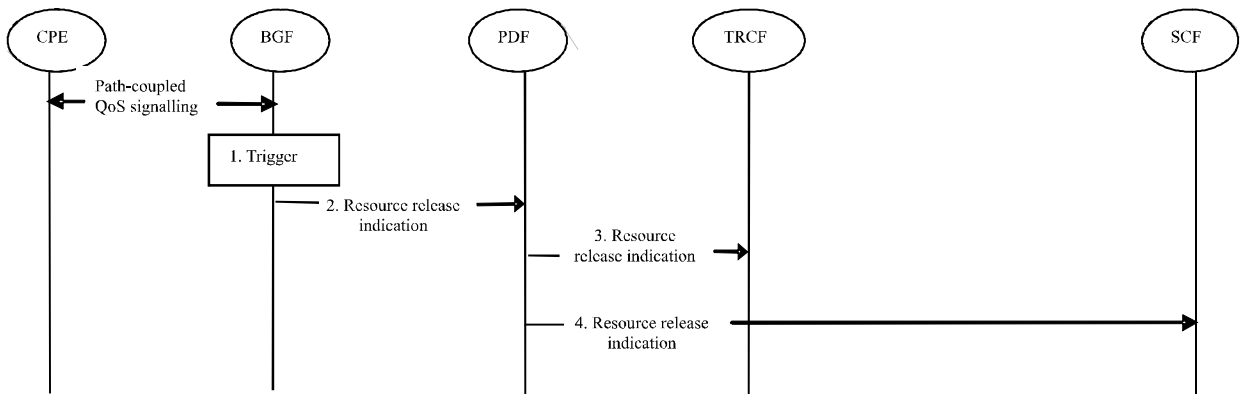 CPE
BGF
PDF
TRCF
SCF
Path-coupled
QoS signalling
1. Trigger
2. Resource release
indication
3. Resource
release indication
4. Resource release
indication